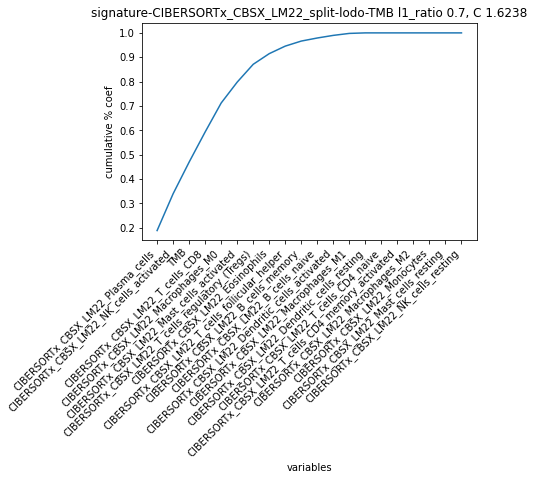 signature-CIBERSORTx_CBSX_LM22_split-lodo-TMB l1_ratio 0.7, C 1.6238
cumulative % coef
1.0
0.9
0.8
0.7
0.6
0.5
0.4
0.3
0.2
CIBERSORTx_CBSX_LM22_Plasma_cells
CIBERSORTx_CBSX_LM22_NK_cells_activated
TMB
CIBERSORTx_CBSX_LM22_T_cells_CD8
CIBERSORTx_CBSX_LM22_Macrophages_M0
CIBERSORTx_CBSX_LM22_Mast_cells_activated
CIBERSORTx_CBSX_LM22_T_cells_regulatory_(Tregs)
CIBERSORTx_CBSX_LM22_Eosinophils
CIBERSORTx_CBSX_LM22_T_cells_follicular_helper
CIBERSORTx_CBSX_LM22_B_cells_memory
CIBERSORTx_CBSX_LM22_B_cells_naive
CIBERSORTx_CBSX_LM22_Dendritic_cells_activated
CIBERSORTx_CBSX_LM22_Macrophages_M1
CIBERSORTx_CBSX_LM22_Dendritic_cells_resting
CIBERSORTx_CBSX_LM22_T_cells_CD4_naive
CIBERSORTx_CBSX_LM22_T_cells_CD4_memory_activated
CIBERSORTx_CBSX_LM22_Macrophages_M2
CIBERSORTx_CBSX_LM22_Monocytes
CIBERSORTx_CBSX_LM22_Mast_cells_resting
CIBERSORTx_CBSX_LM22_NK_cells_resting
variables